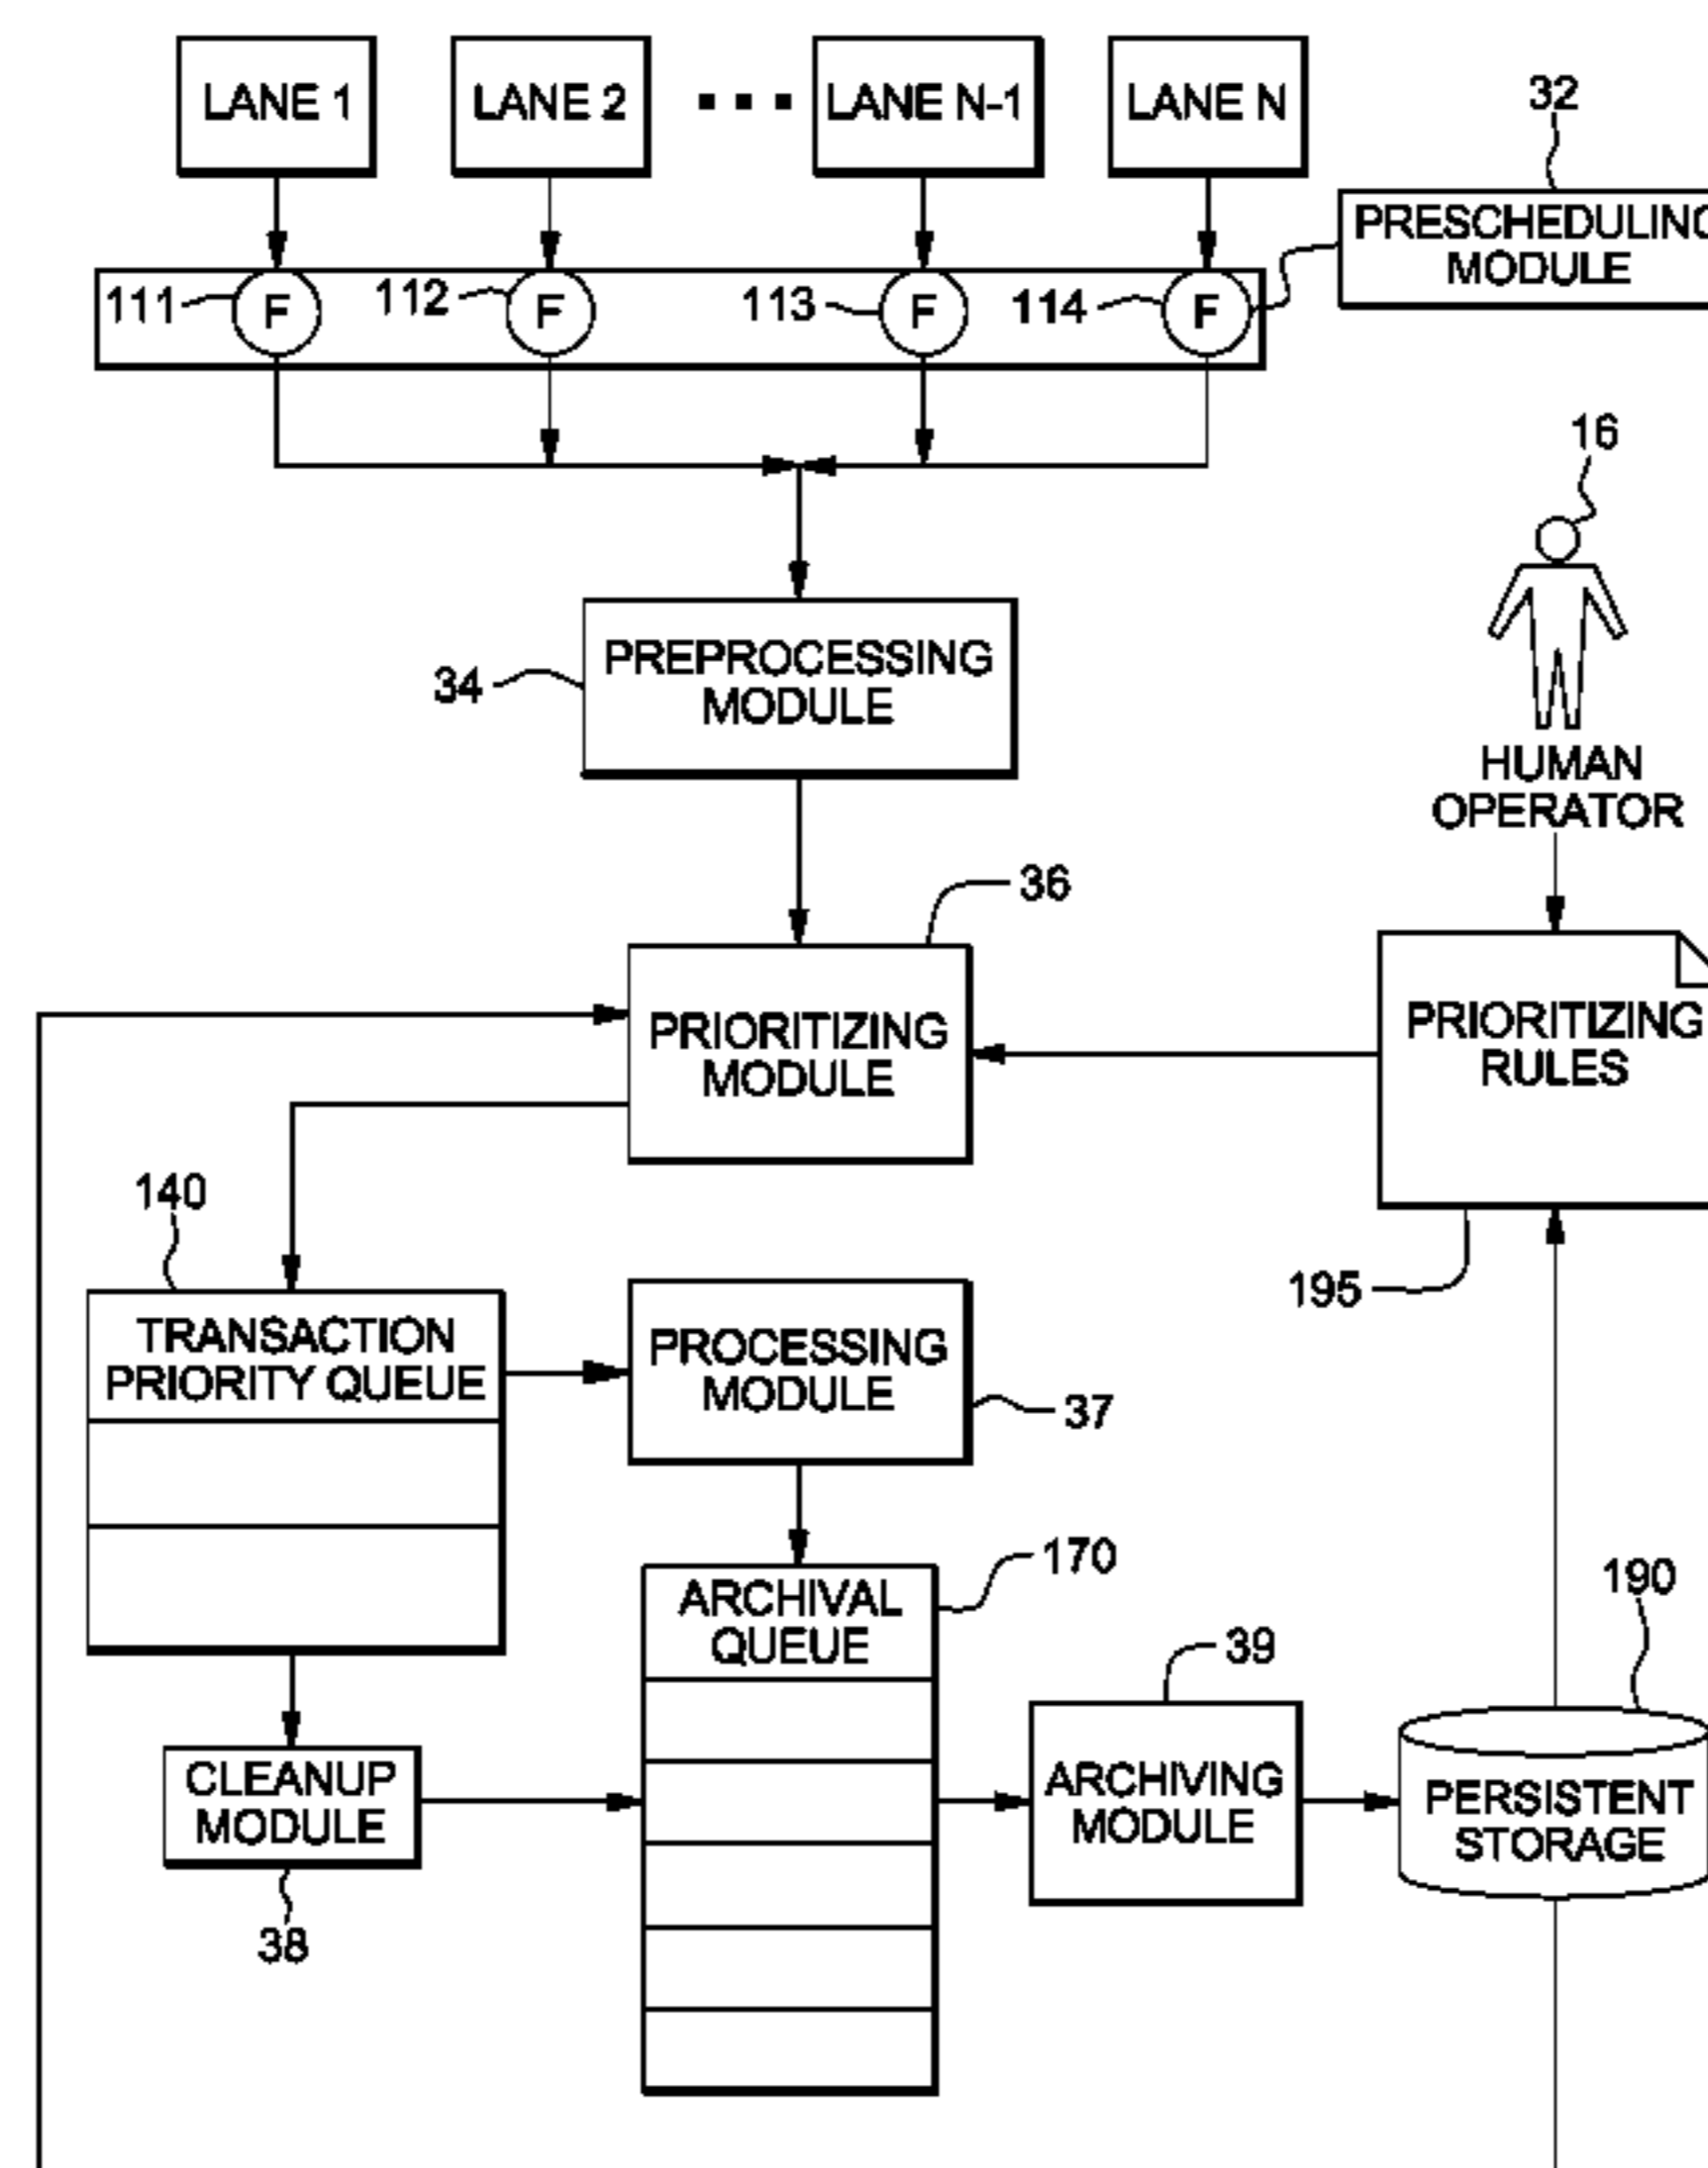 LANE 1
LANE 2
LANE N-1
LANE N
32
PRESCHEDULING
MODULE
111
F
112
F
113
F
114
F
16
PREPROCESSING
MODULE
34
HUMAN
OPERATOR
36
PRIORITIZING
MODULE
PRIORITIZING
RULES
140
195
TRANSACTION
PRIORITY QUEUE
PROCESSING
MODULE
37
170
ARCHIVAL
QUEUE
190
39
CLEANUP
MODULE
ARCHIVING
MODULE
PERSISTENT
STORAGE
38